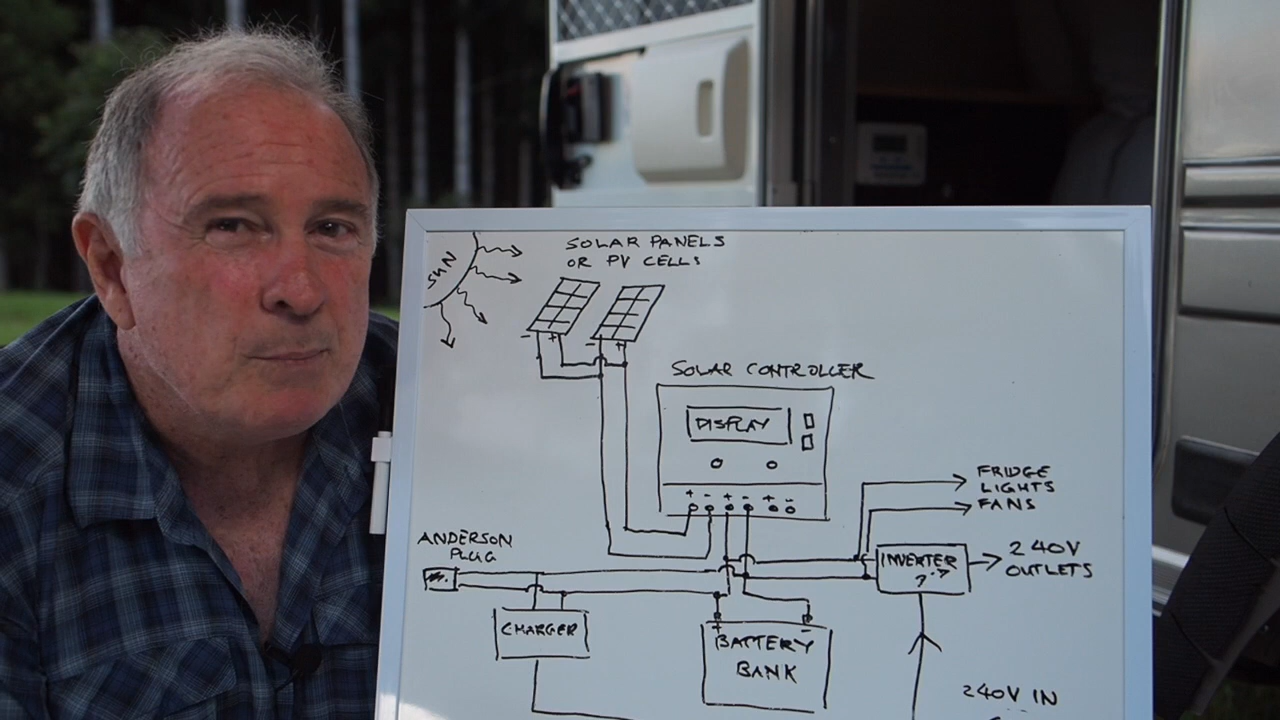 SUN
SOLAR PANELS
OR PV CELLS
- + - +
SOLAR CONTROLLER
DISPLAY
+ - + - + -
FRIDGE
LIGHTS
FANS
ANDERSON
PLUG
INVERTER
?
240V
OUTLETS
CHARGER
+ -
BATTERY
BANK
240V IN